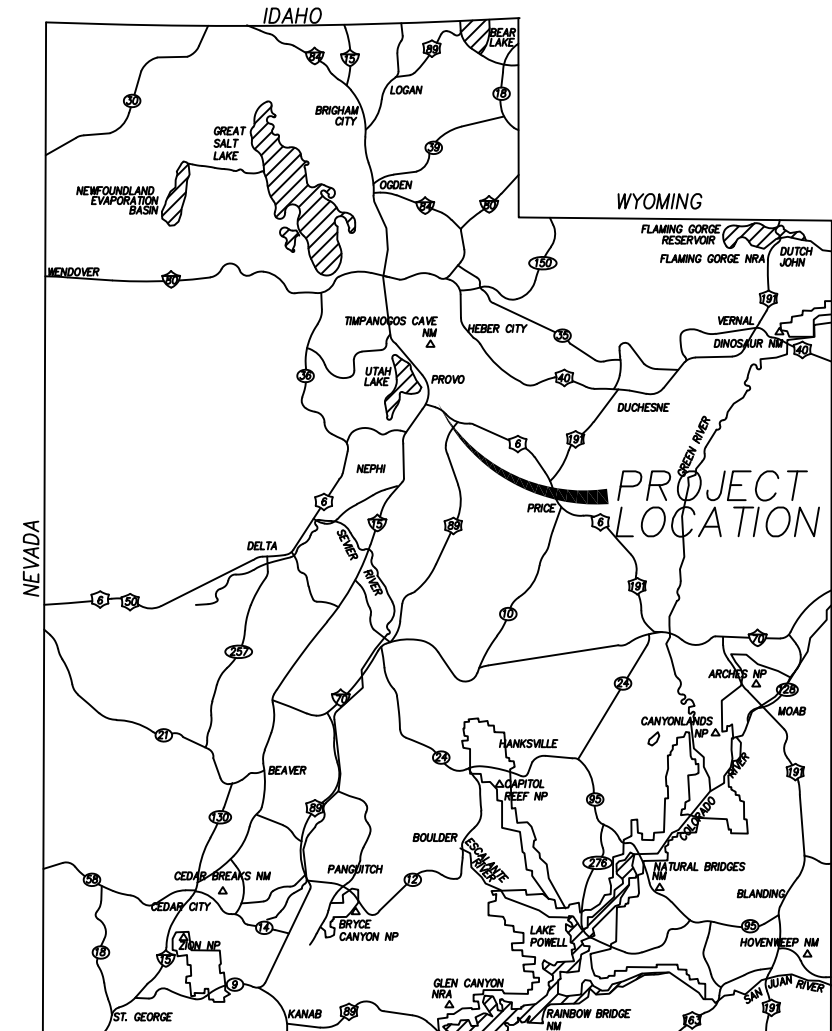 IDAHO
BEAR
LAKE
84
15
89
30
LOGAN
18
BRIGHAM
CITY
GREAT
SALT
LAKE
39
OGDEN
NEWFOUNDLAND
EVAPORATION
BASIN
84
80
WYOMING
FLAMING GORGE
RESERVOIR
FLAMING GORGE NRA
DUTCH
JOHN
WENDOVER
80
150
191
TIMPANOGOS CAVE
NM
HEBER CITY
35
VERNAL
DINOSAUR NM
40
36
UTAH
LAKE
PROVO
40
DUCHESNE
GREEN RIVER
6
191
NEPHI
PROJECT
LOCATION
6
15
89
PRICE
6
NEVADA
DELTA
SEVIER RIVER
6
50
191
10
257
70
24
ARCHES NP
128
70
MOAB
CANYONLANDS
NP
21
HANKSVILLE
24
RIVER
COLORADO
BEAVER
CAPITOL
REEF NP
191
95
89
130
BOULDER
ESCALANTE
RIVER
276
NATURAL BRIDGES
NM
58
CEDAR BREAKS NM
PANGUITCH
12
BLANDING
CEDAR CITY
14
BRYCE
CANYON NP
LAKE
POWELL
95
HOVENWEEP NM
18
15
ZION NP
9
GLEN CANYON
NRA
SAN JUAN RIVER
ST. GEORGE
KANAB
89
RAINBOW BRIDGE
NM
163
191